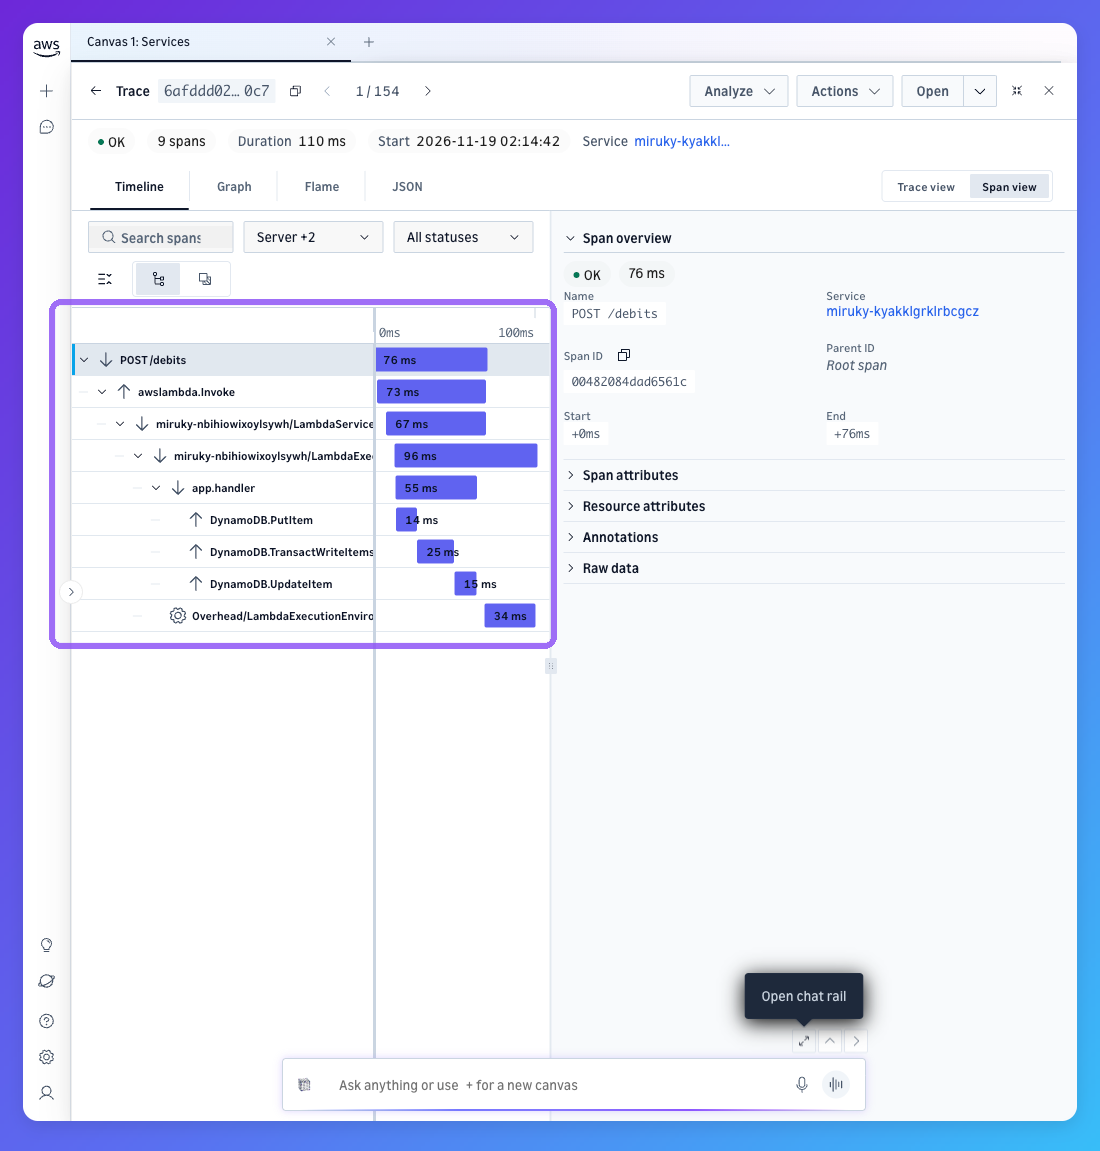 aws
Canvas 1: Services
Trace 6afddd02... 0c7 1 / 154 Analyze Actions Open
OK 9 spans Duration 110 ms Start 2026-11-19 02:14:42 Service miruky-kyakkl...
Timeline Graph Flame JSON Trace view Span view
Search spans Server +2 All statuses
Span overview
OK 76 ms
Name Service
POST /debits miruky-kyakklgrklrbcgcz
Span ID Parent ID
00482084dad6561c Root span
Start End
+0ms +76ms
Span attributes
Resource attributes
Annotations
Raw data
0ms 100ms
POST /debits 76 ms
awslambda.Invoke 73 ms
miruky-nbihiowixoylsywh/LambdaService 67 ms
miruky-nbihiowixoylsywh/LambdaExe 96 ms
app.handler 55 ms
DynamoDB.PutItem 14 ms
DynamoDB.TransactWriteItems 25 ms
DynamoDB.UpdateItem 15 ms
Overhead/LambdaExecutionEnviro 34 ms
Open chat rail
Ask anything or use + for a new canvas